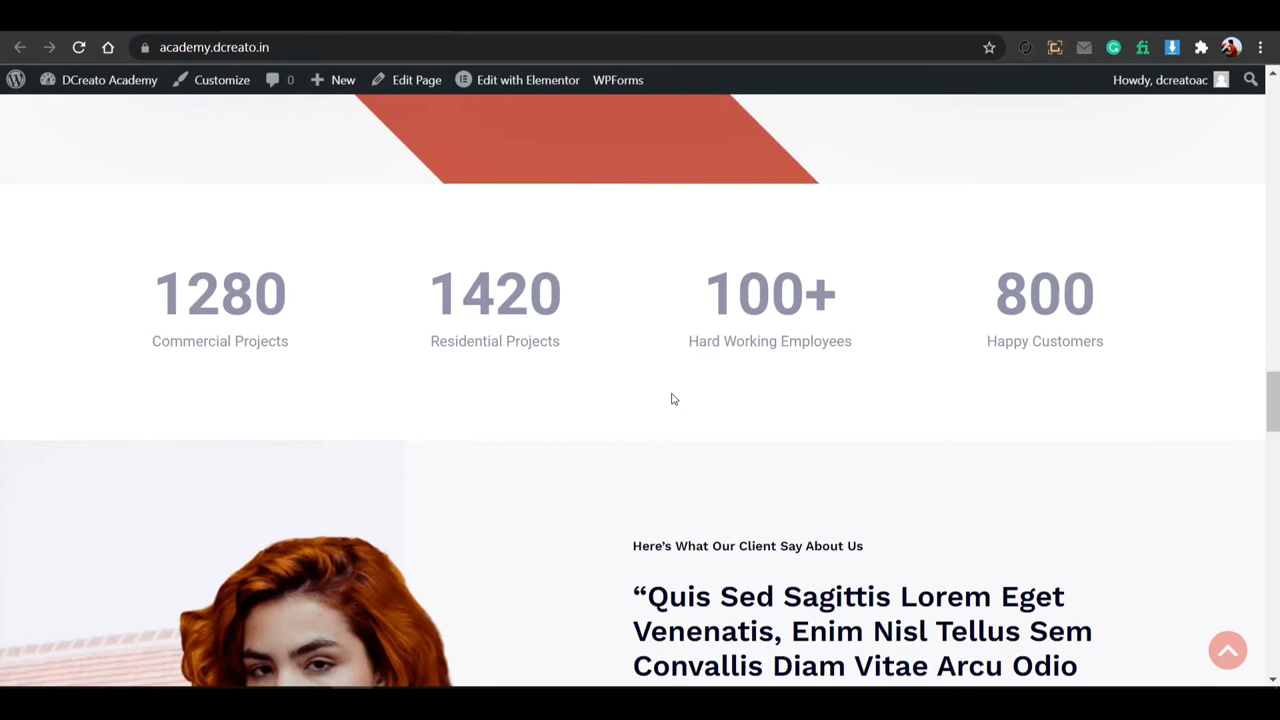 academy.dcreato.in
DCreato Academy Customize 0 New Edit Page Edit with Elementor WPForms Howdy, dcreatoac
1280 1420 100+ 800
Commercial Projects Residential Projects Hard Working Employees Happy Customers
Here's What Our Client Say About Us
“Quis Sed Sagittis Lorem Eget
Venenatis, Enim Nisl Tellus Sem
Convallis Diam Vitae Arcu Odio